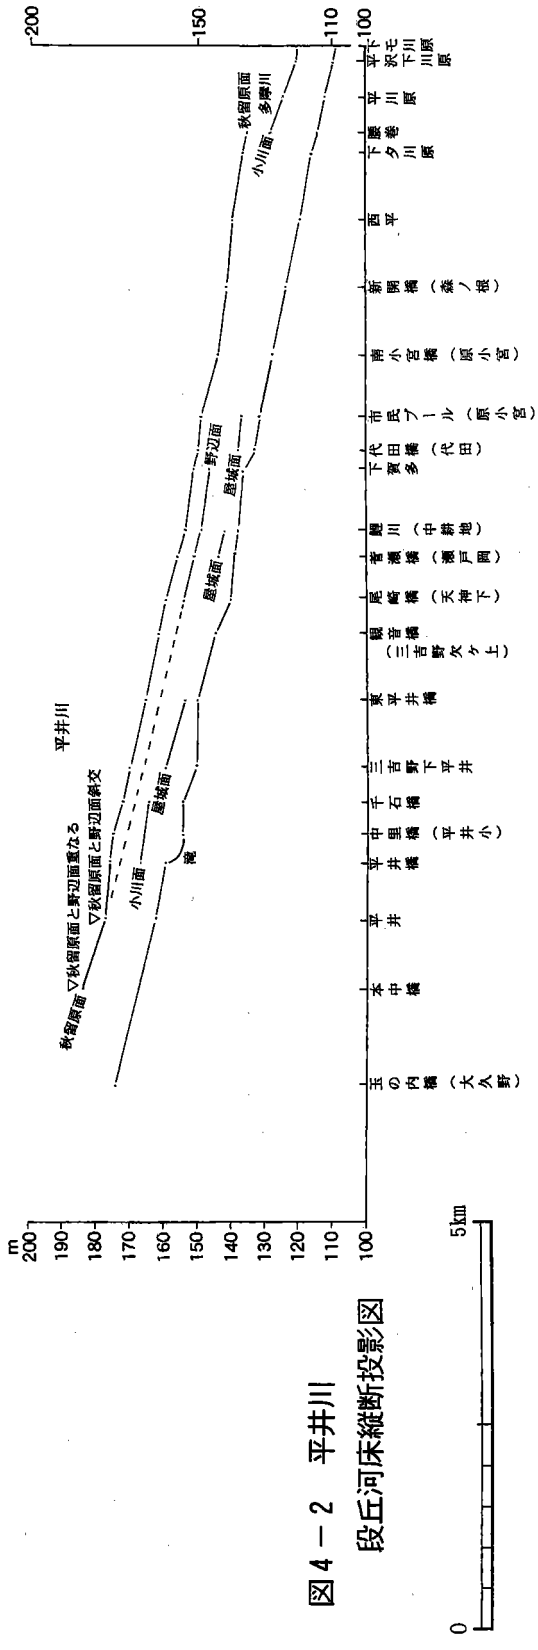 図4-2 平井川
段丘河床縦断投影図
0
5km
m
200
190
180
170
160
150
140
130
120
110
100
秋留原面
▽秋留原面と野辺面重なる
▽秋留原面と野辺面斜交
平井川
小川面
滝
屋城面
屋城面
屋城面
野辺面
小川面
秋留原面
多摩川
200
150
100
玉の内橋(大久野)
本中橋
平井
平井橋
中里橋(平井小)
千石橋
三吉野下平井
東平井橋
観音橋(三吉野欠ケ上)
尾崎橋(天神下)
菅瀬橋(瀬戸岡)
鯉川(中耕地)
下賀多
代田橋(代田)
市民プール(原小宮)
南小宮橋(原小宮)
新開橋(森ノ根)
西平
下夕川原
腰巻
平川原
平沢下川原
下モ下川原